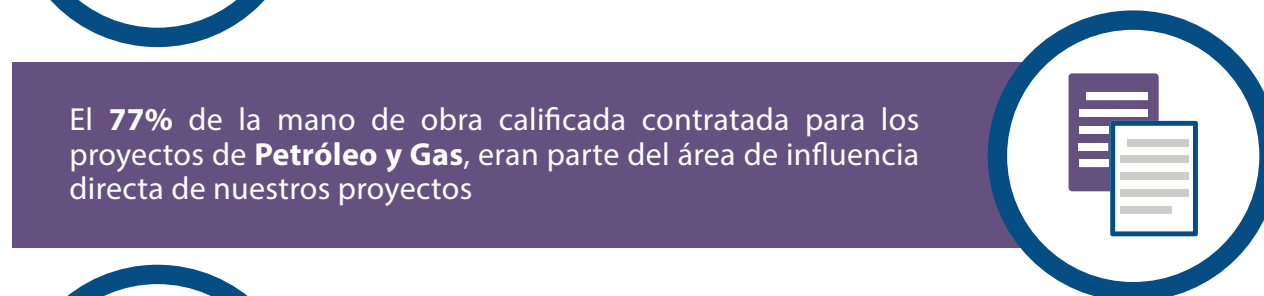 El 77% de la mano de obra calificada contratada para los
proyectos de Petróleo y Gas, eran parte del área de influencia
directa de nuestros proyectos